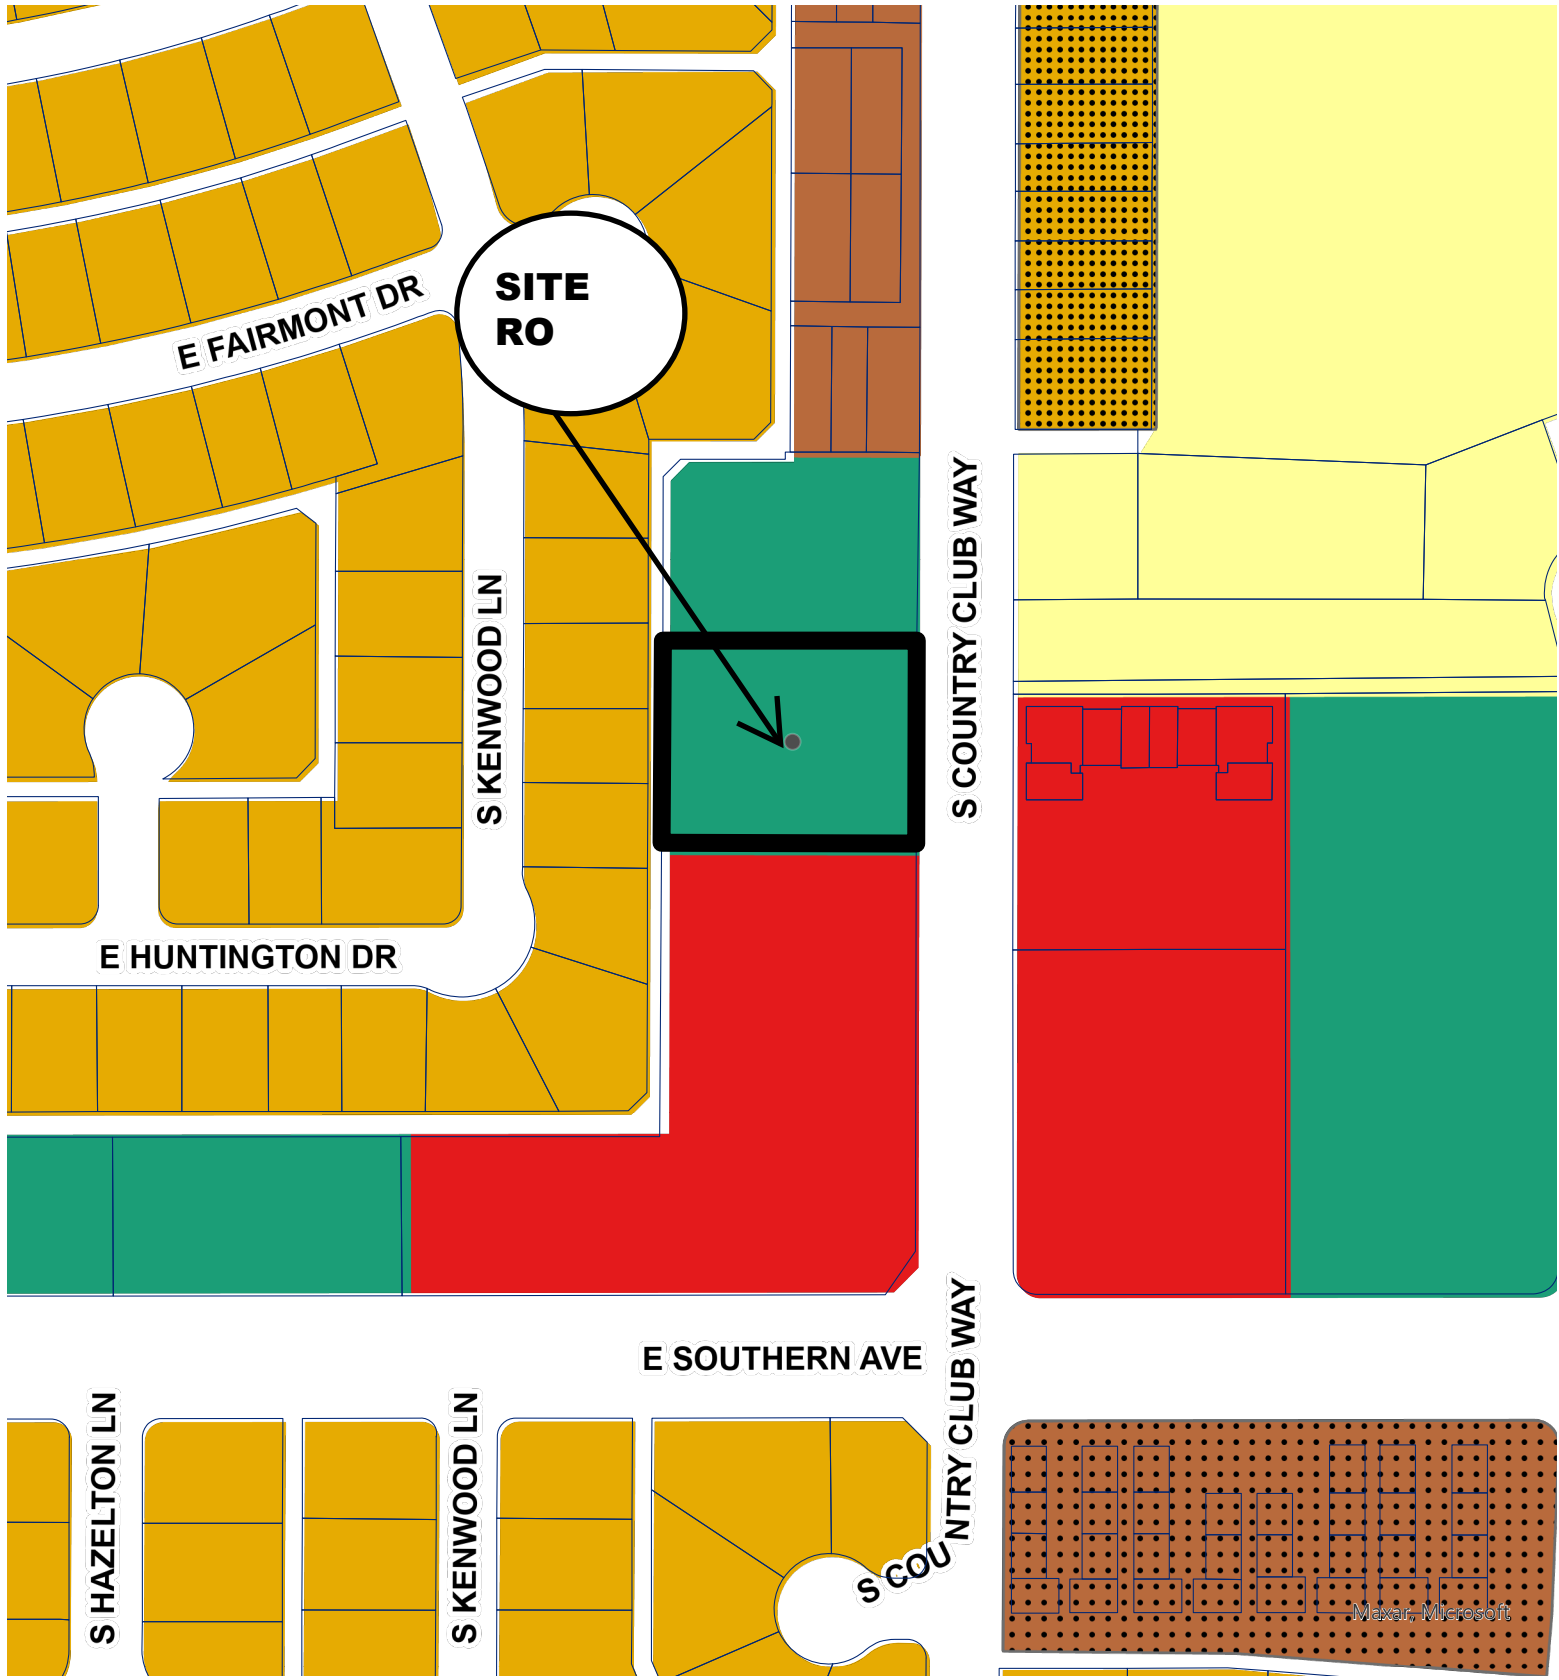 SITE
RO
E FAIRMONT DR
S KENWOOD LN
S COUNTRY CLUB WAY
E HUNTINGTON DR
E SOUTHERN AVE
S COUNTRY CLUB WAY
S HAZELTON LN
S KENWOOD LN
Maxar, Microsoft